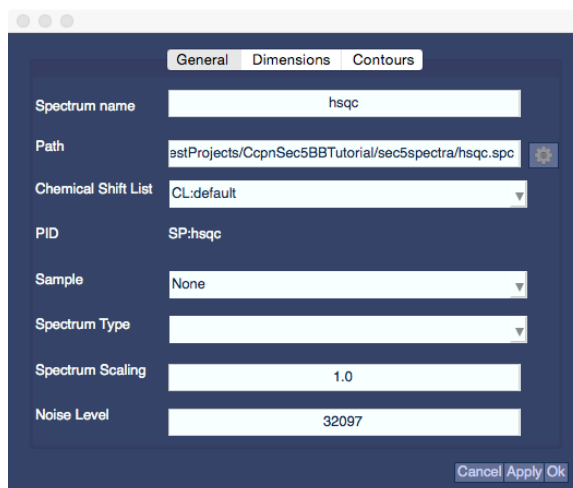 General Dimensions Contours
Spectrum name hsqc
Path estProjects/CcpnSec5BBTutorial/sec5spectra/hsqc.spc
Chemical Shift List CL:default
PID SP:hsqc
Sample None
Spectrum Type
Spectrum Scaling 1.0
Noise Level 32097
Cancel Apply Ok